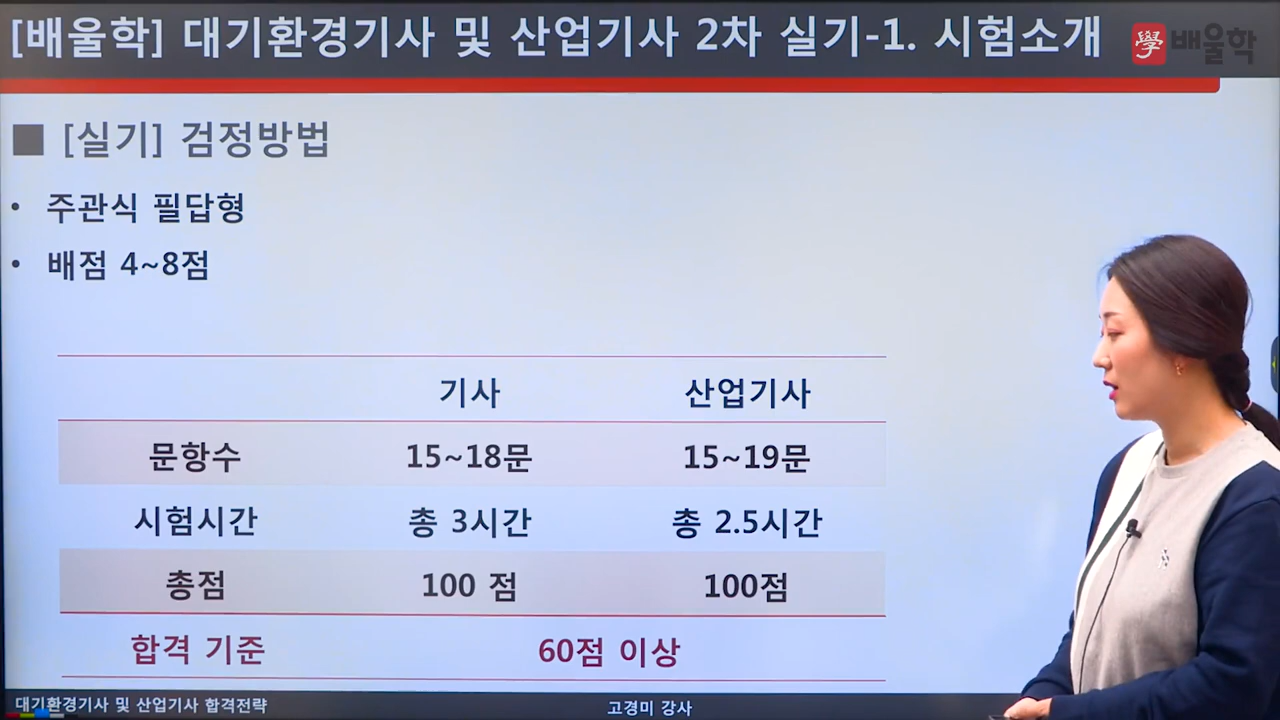 [배울학] 대기환경기사 및 산업기사 2차 실기-1. 시험소개
學 배울학
■ [실기] 검정방법
• 주관식 필답형
• 배점 4~8점
기사 산업기사
문항수 15~18문 15~19문
시험시간 총 3시간 총 2.5시간
총점 100 점 100점
합격 기준 60점 이상
대기환경기사 및 산업기사 합격전략 고경미 강사